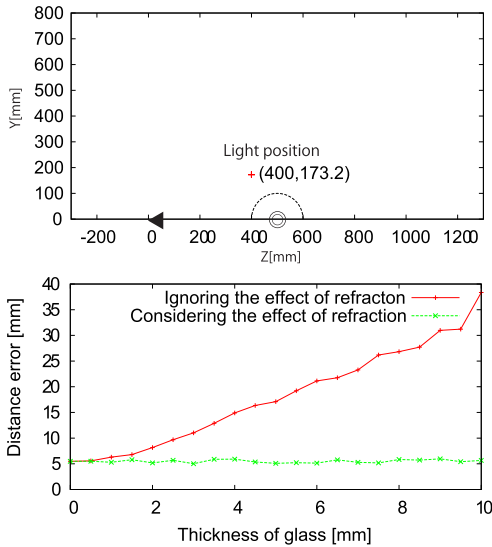 800
700
600
500
400
300
200
100
0
Y[mm]
Light position
(400,173.2)
-200 0 200 400 600 800 1000 1200
Z[mm]
40
35
30
25
20
15
10
5
0
Distance error [mm]
Ignoring the effect of refracton
Considering the effect of refraction
0 2 4 6 8 10
Thickness of glass [mm]